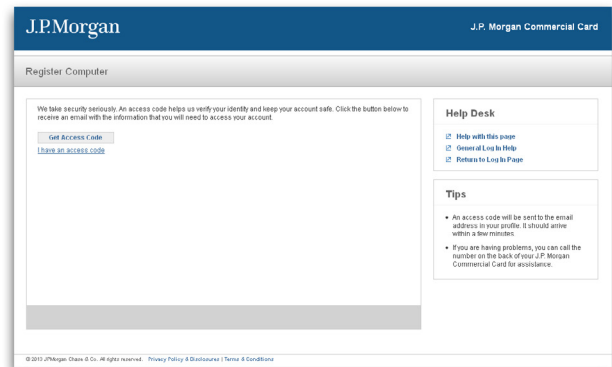 J.P.Morgan
J.P. Morgan Commercial Card
Register Computer
We take security seriously. An access code helps us verify your identity and keep your account safe. Click the button below to
receive an email with the information that you will need to access your account.
Get Access Code
I have an access code
Help Desk
Help with this page
General Log In Help
Return to Log In Page
Tips
• An access code will be sent to the email
address in your profile. It should arrive
within a few minutes.
• If you are having problems, you can call the
number on the back of your J.P. Morgan
Commercial Card for assistance.
© 2013 JPMorgan Chase & Co. All rights reserved. Privacy Policy & Disclosures | Terms & Conditions